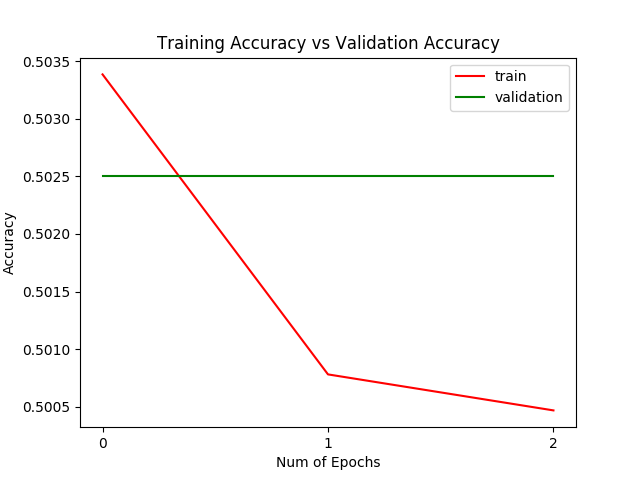 Training Accuracy vs Validation Accuracy
train
validation
0.5035
0.5030
0.5025
0.5020
0.5015
0.5010
0.5005
Accuracy
0 1 2
Num of Epochs